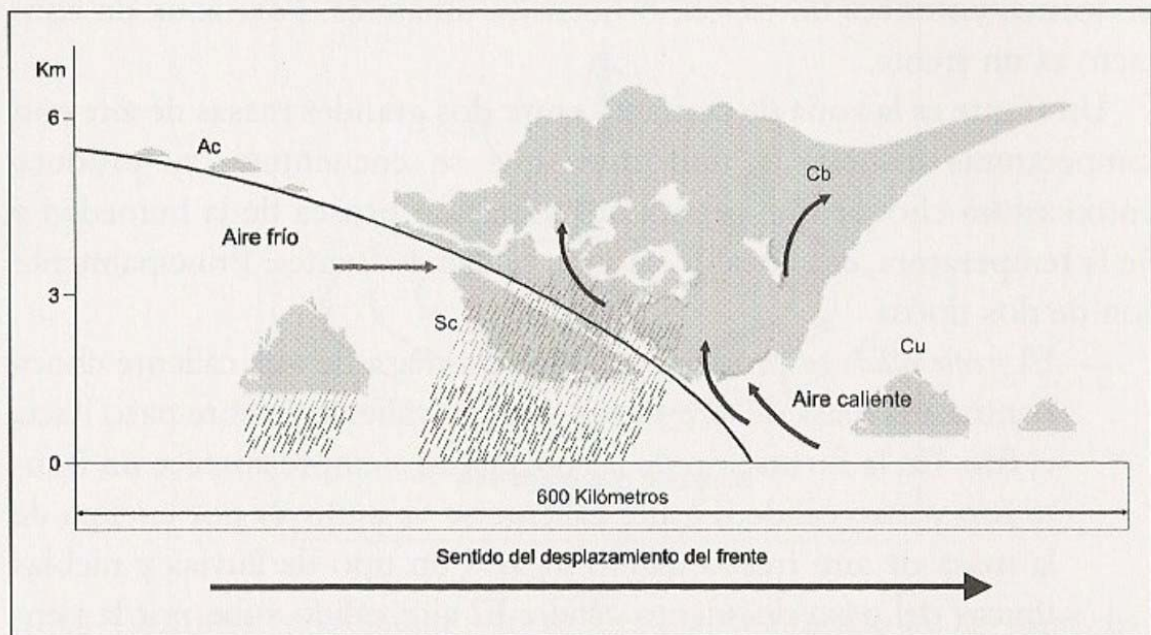 Km
6
Ac
Cb
Aire frío
3
Sc
Cu
Aire caliente
0
600 Kilómetros
Sentido del desplazamiento del frente